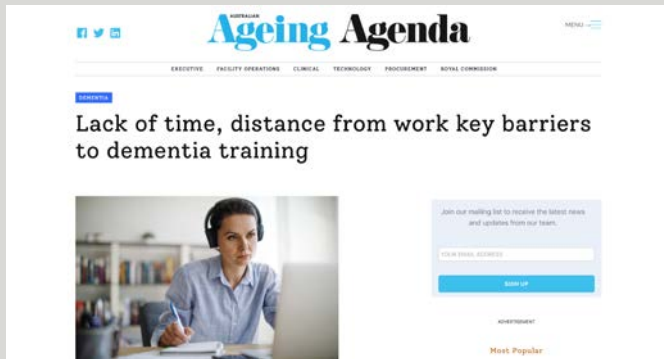 AUSTRALIAN
Ageing Agenda
MENU
EXECUTIVE FACILITY OPERATIONS CLINICAL TECHNOLOGY PROCUREMENT ROYAL COMMISSION
DEMENTIA
Lack of time, distance from work key barriers
to dementia training
Join our mailing list to receive the latest news
and updates from our team.
YOUR EMAIL ADDRESS
SIGN UP
ADVERTISEMENT
Most Popular